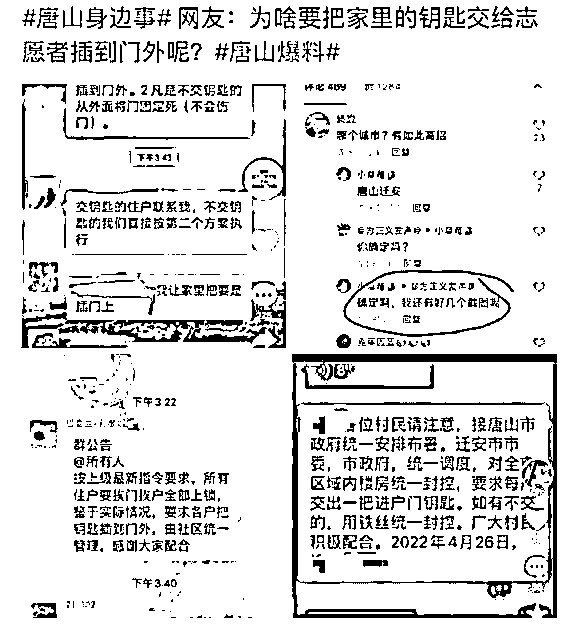 #唐山身边事# 网友：为啥要把家里的钥匙交给志
愿者插到门外呢？#唐山爆料#
插到门外。2凡是不交钥匙的
从外面将门固定死（不会伤
门）。
下午3:43
交钥匙的住户联系我，不交钥
匙的我们直接按第二个方案执
行
我让家里把要是
插门上
评论 489
1284
哪个城市？有如此高招
23
回复
唐山迁安
7
回复
你确定吗？
回复
确定啊，我还有好几个截图呢
回复
下午3:22
群公告
@所有人
按上级最新指令要求，所有
住户要挨门挨户全部上锁，
鉴于实际情况，要求各户把
钥匙插到门外，由社区统一
管理，感谢大家配合
下午3:40
位村民请注意，接唐山市
政府统一安排布署。迁安市市
委，市政府，统一调度，对全市
区域内楼房统一封控，要求每户
交出一把进户门钥匙。如有不交
的，用铁丝统一封控。广大村民
积极配合。2022年4月26日，